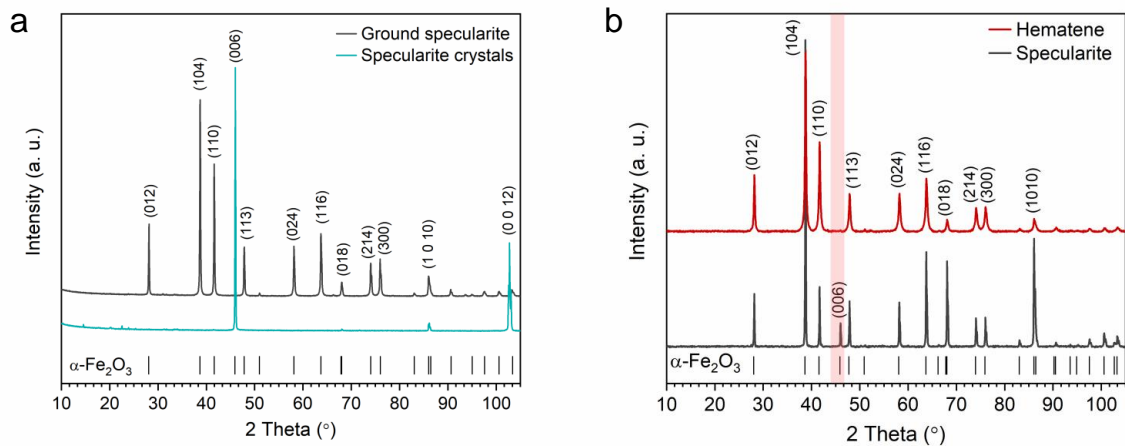 a
Ground specularite
Specularite crystals
(006)
(104)
(110)
(012)
(113)
(024)
(116)
(018)
(214)
(300)
(1 0 10)
(0 0 12)
Intensity (a. u.)
α-Fe₂O₃
10 20 30 40 50 60 70 80 90 100
2 Theta (°)
b
Hematene
Specularite
(104)
(110)
(012)
(113)
(024)
(116)
(018)
(214)
(300)
(1010)
(006)
Intensity (a. u.)
α-Fe₂O₃
10 20 30 40 50 60 70 80 90 100
2 Theta (°)